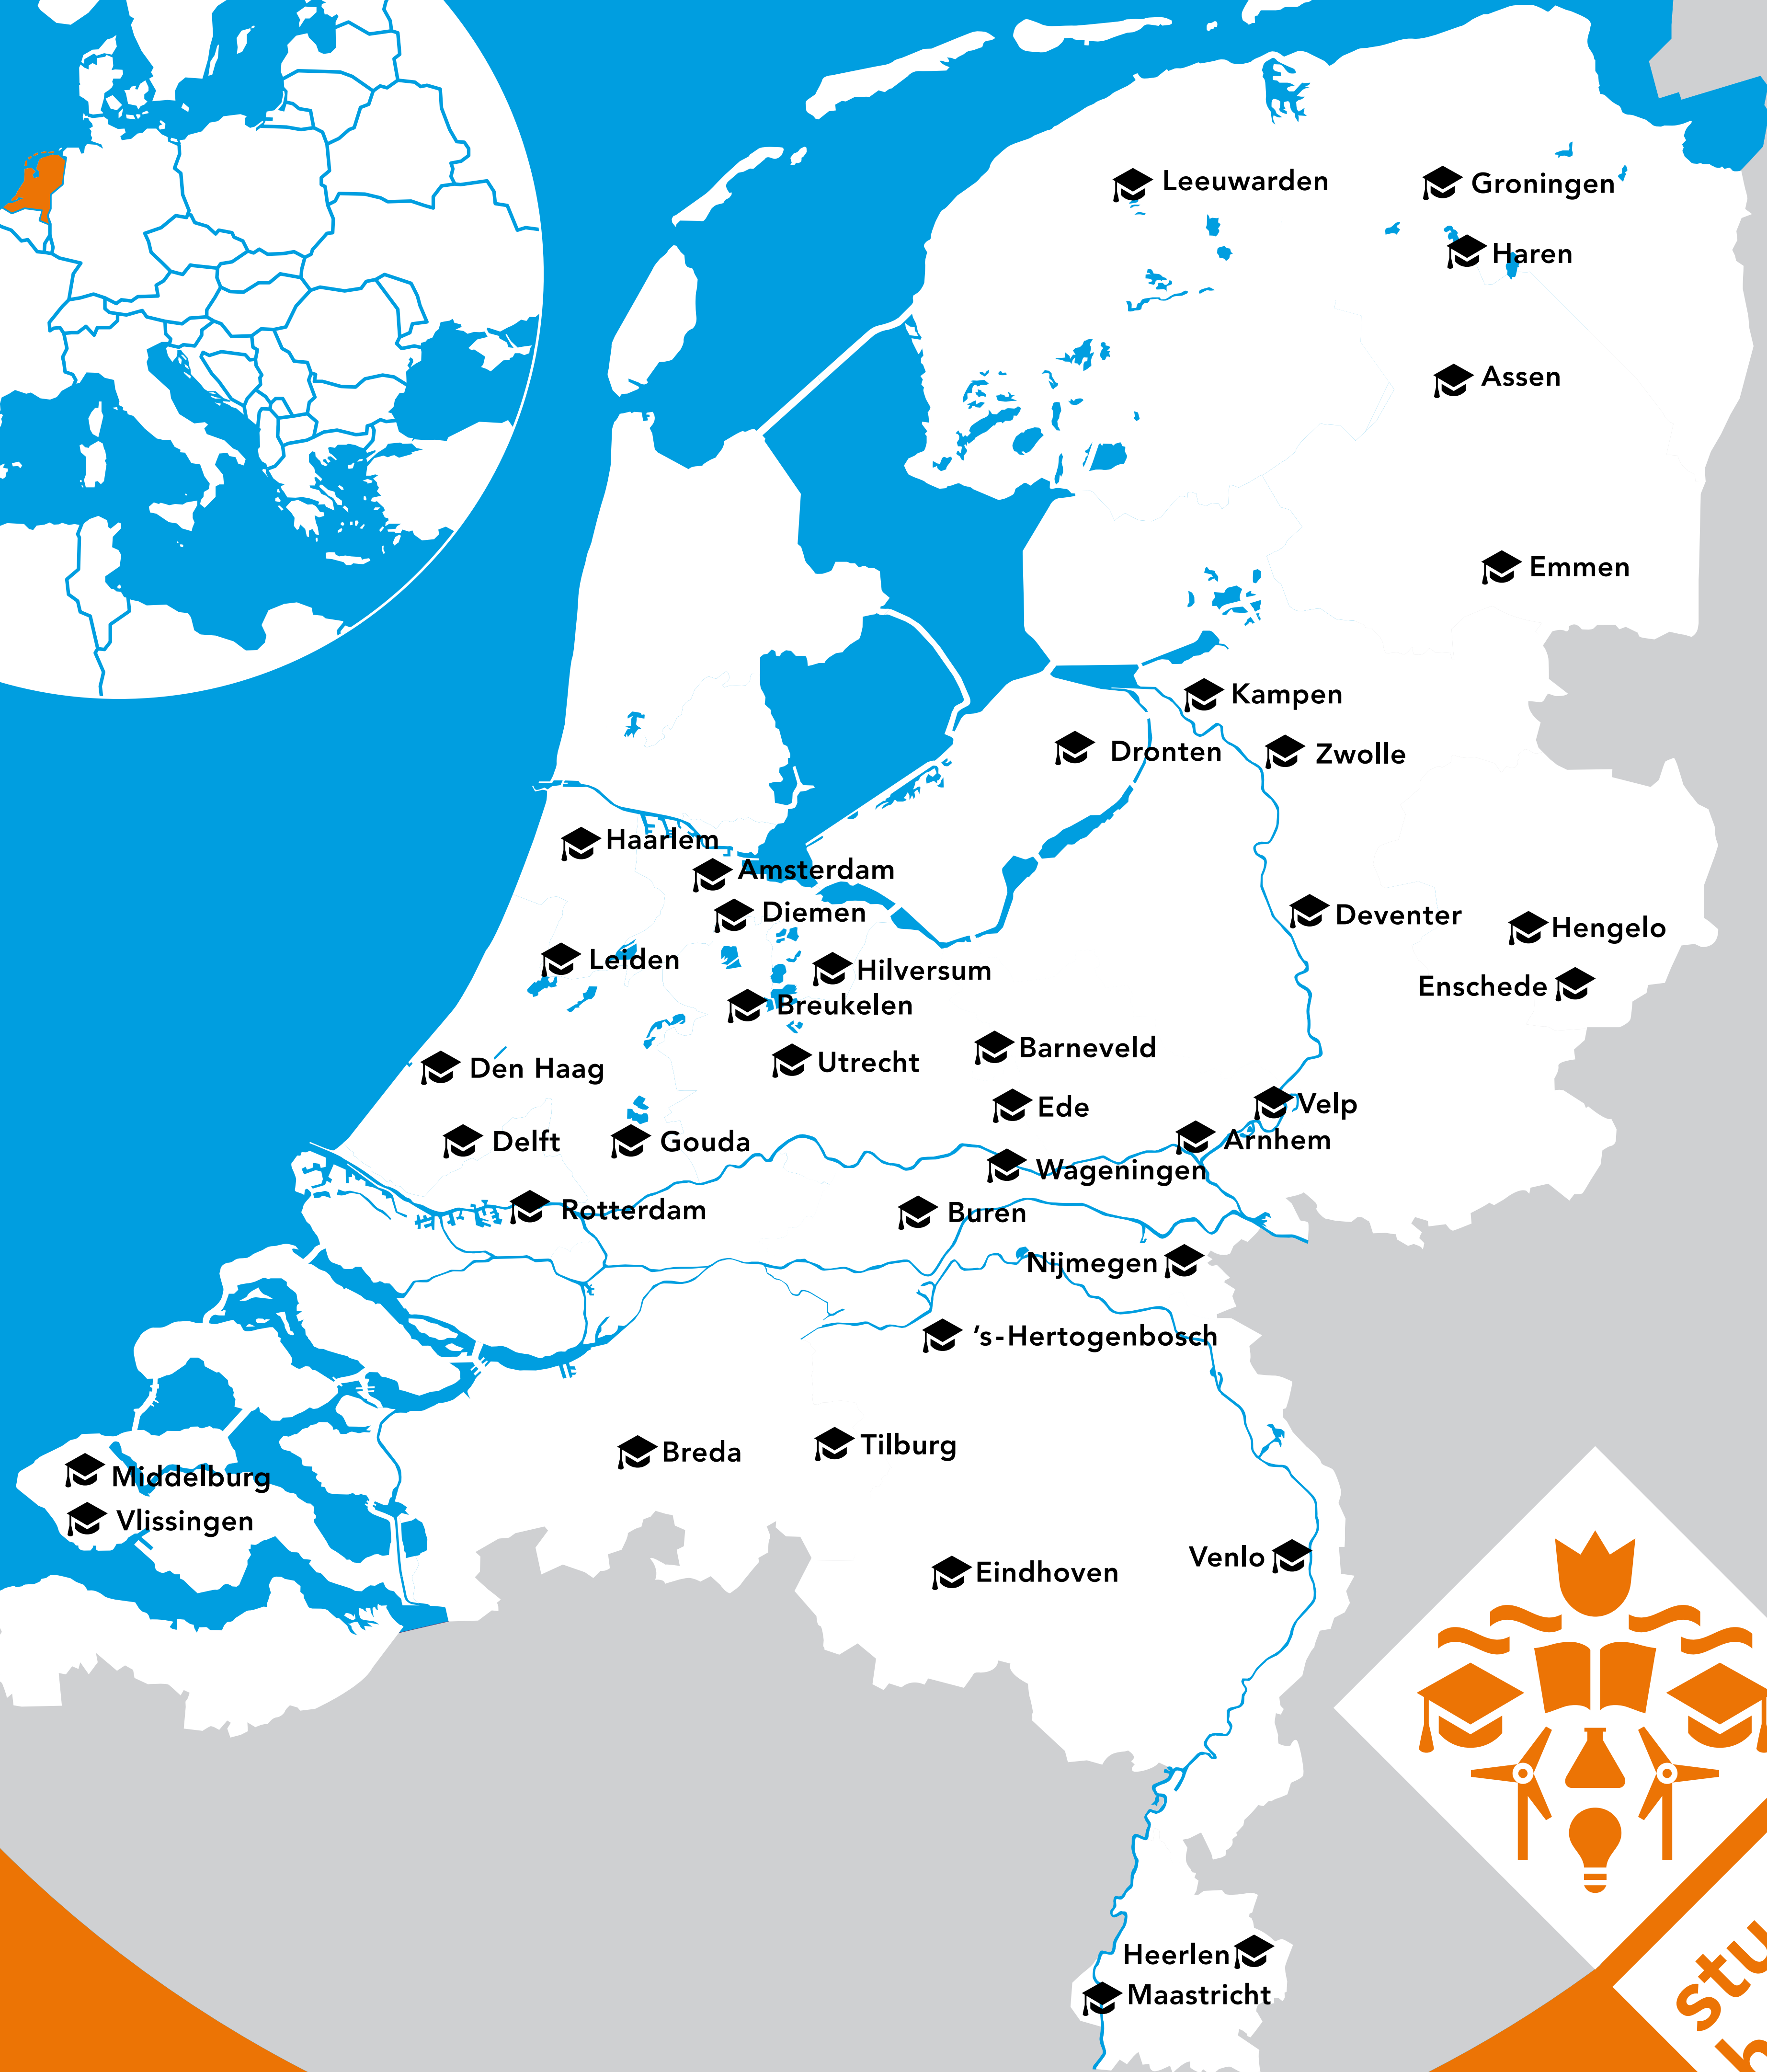 Leeuwarden
Groningen
Haren
Assen
Emmen
Kampen
Dronten
Zwolle
Haarlem
Amsterdam
Diemen
Deventer
Hengelo
Leiden
Hilversum
Enschede
Breukelen
Barneveld
Utrecht
Den Haag
Ede
Velp
Delft
Gouda
Arnhem
Wageningen
Rotterdam
Buren
Nijmegen
's-Hertogenbosch
Tilburg
Breda
Middelburg
Vlissingen
Venlo
Eindhoven
Heerlen
Maastricht
stu